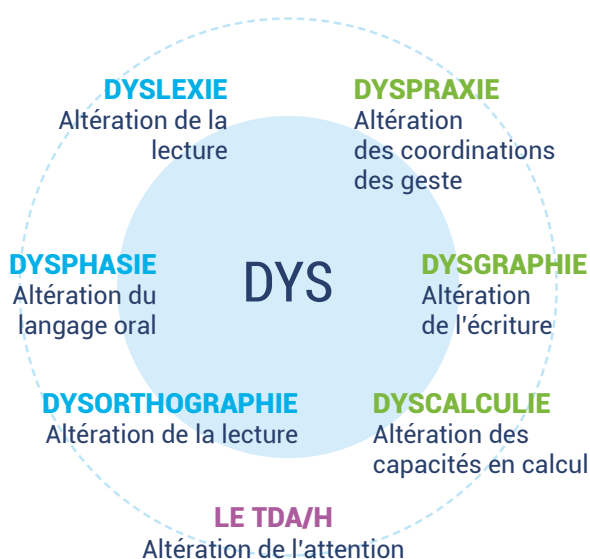 DYSLEXIE
Altération de la
lecture
DYSPRAXIE
Altération
des coordinations
des geste
DYSPHASIE
Altération du
langage oral
DYS
DYSGRAPHIE
Altération
de l'écriture
DYSORTHOGRAPHIE
Altération de la lecture
DYSCALCULIE
Altération des
capacités en calcul
LE TDA/H
Altération de l'attention